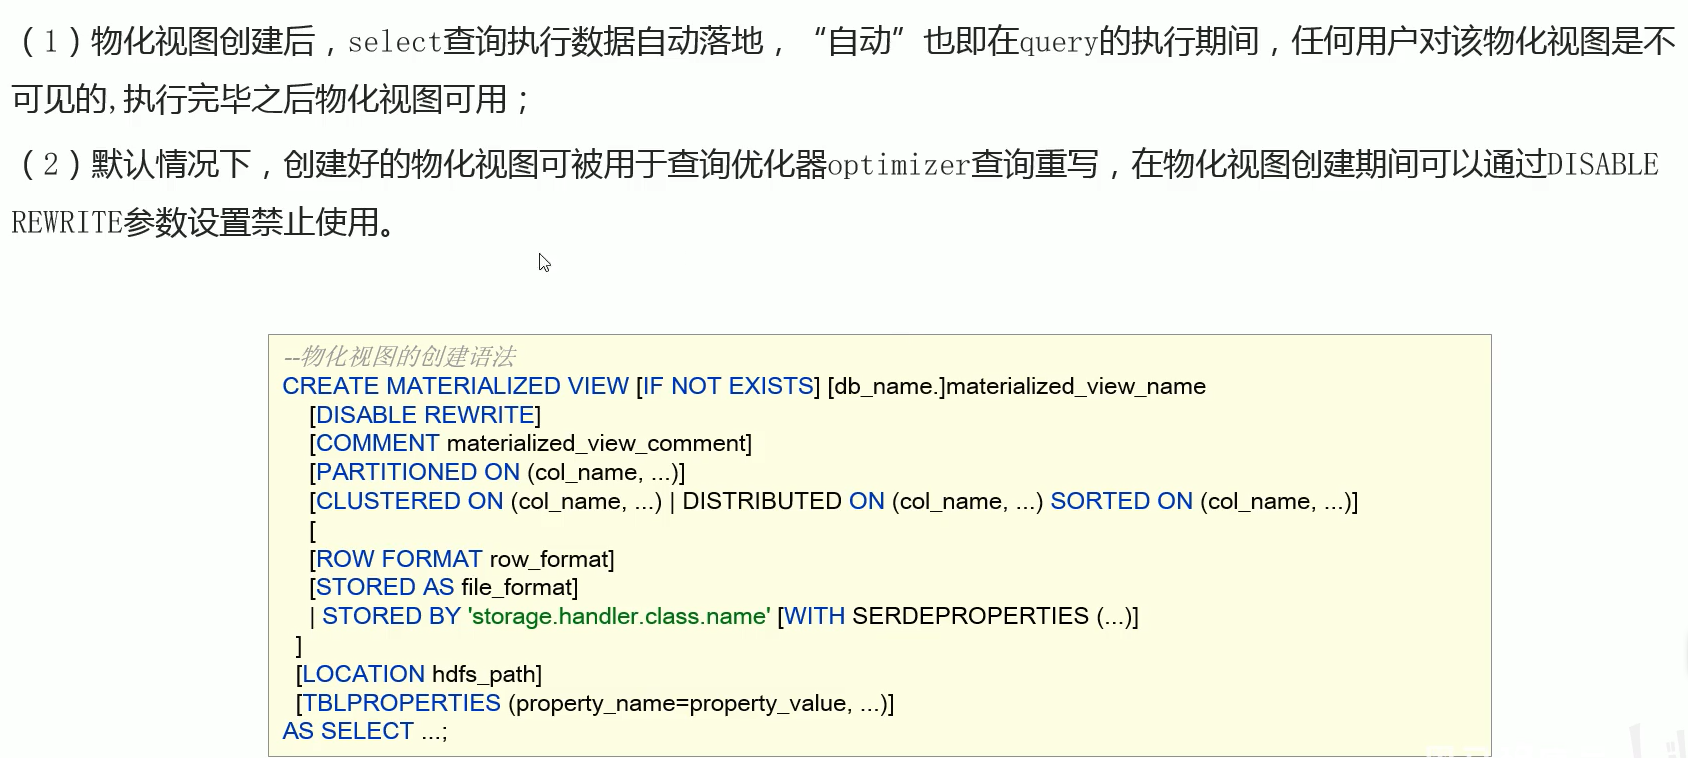 （1）物化视图创建后，select查询执行数据自动落地，“自动”也即在query的执行期间，任何用户对该物化视图是不
可见的,执行完毕之后物化视图可用；
（2）默认情况下，创建好的物化视图可被用于查询优化器optimizer查询重写，在物化视图创建期间可以通过DISABLE
REWRITE参数设置禁止使用。
--物化视图的创建语法
CREATE MATERIALIZED VIEW [IF NOT EXISTS] [db_name.]materialized_view_name
[DISABLE REWRITE]
[COMMENT materialized_view_comment]
[PARTITIONED ON (col_name, ...)]
[CLUSTERED ON (col_name, ...) | DISTRIBUTED ON (col_name, ...) SORTED ON (col_name, ...)]
[
[ROW FORMAT row_format]
[STORED AS file_format]
| STORED BY 'storage.handler.class.name' [WITH SERDEPROPERTIES (...)]
]
[LOCATION hdfs_path]
[TBLPROPERTIES (property_name=property_value, ...)]
AS SELECT ...;